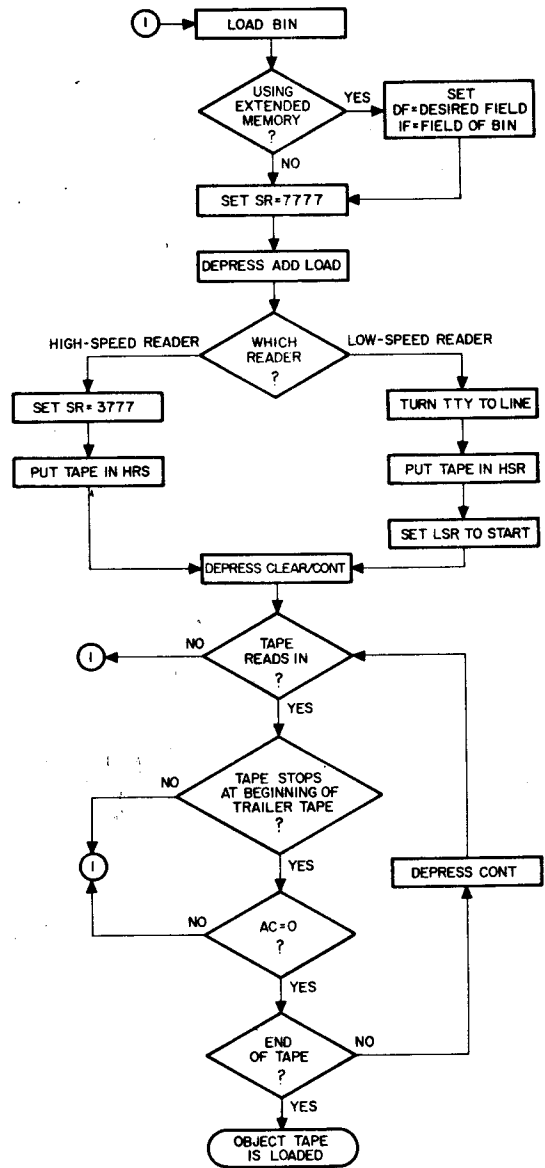 1
LOAD BIN
USING
EXTENDED
MEMORY
?
YES
SET
DF=DESIRED FIELD
IF=FIELD OF BIN
NO
SET SR=7777
DEPRESS ADD LOAD
HIGH-SPEED READER
WHICH
READER
?
LOW-SPEED READER
SET SR=3777
TURN TTY TO LINE
PUT TAPE IN HRS
PUT TAPE IN HSR
SET LSR TO START
DEPRESS CLEAR/CONT
1
NO
TAPE
READS IN
?
YES
NO
TAPE STOPS
AT BEGINNING OF
TRAILER TAPE
?
1
YES
DEPRESS CONT
NO
AC=0
?
YES
END
OF TAPE
?
NO
YES
OBJECT TAPE
IS LOADED